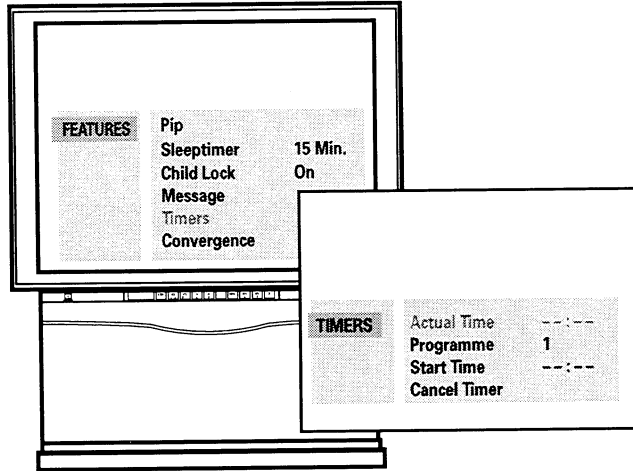 FEATURES Pip
Sleeptimer 15 Min.
Child Lock On
Message
Timers
Convergence
TIMERS Actual Time --:--
Programme 1
Start Time --:--
Cancel Timer